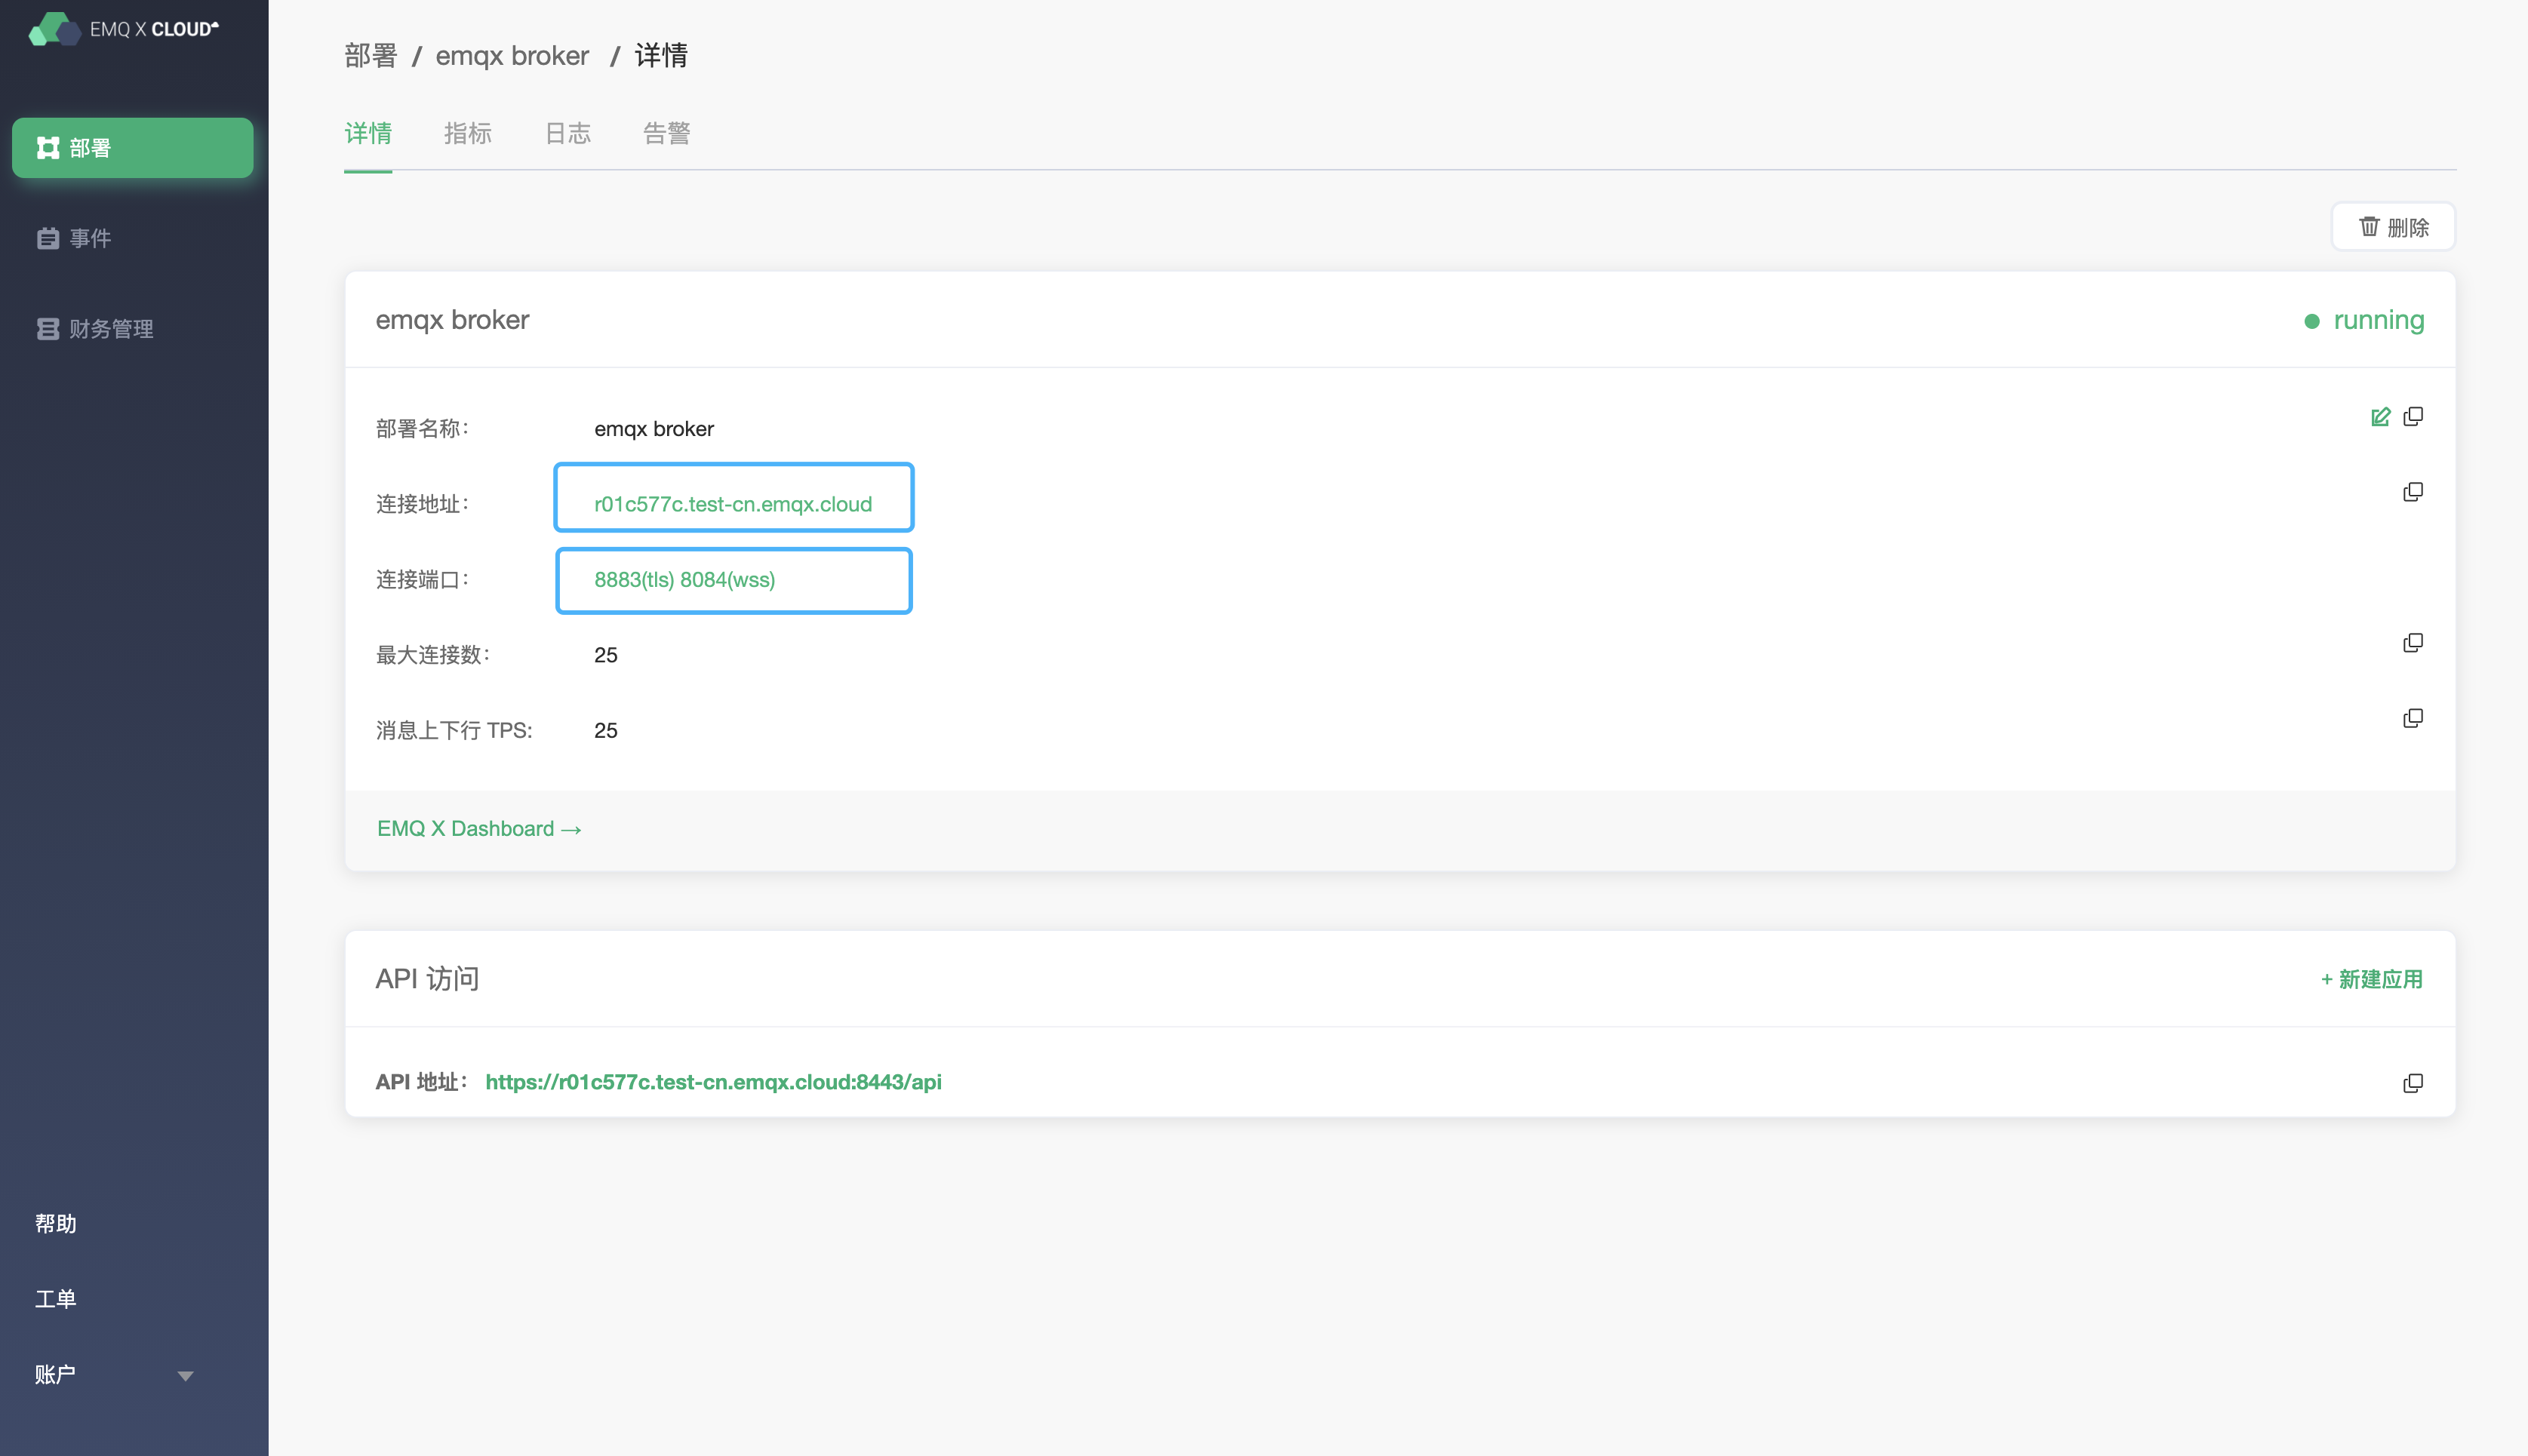 EMQ X CLOUD
部署
事件
财务管理
帮助
工单
账户
部署 / emqx broker / 详情
详情 指标 日志 告警
删除
emqx broker
running
部署名称： emqx broker
连接地址： r01c577c.test-cn.emqx.cloud
连接端口： 8883(tls) 8084(wss)
最大连接数： 25
消息上下行 TPS: 25
EMQ X Dashboard →
API 访问
+ 新建应用
API 地址： https://r01c577c.test-cn.emqx.cloud:8443/api